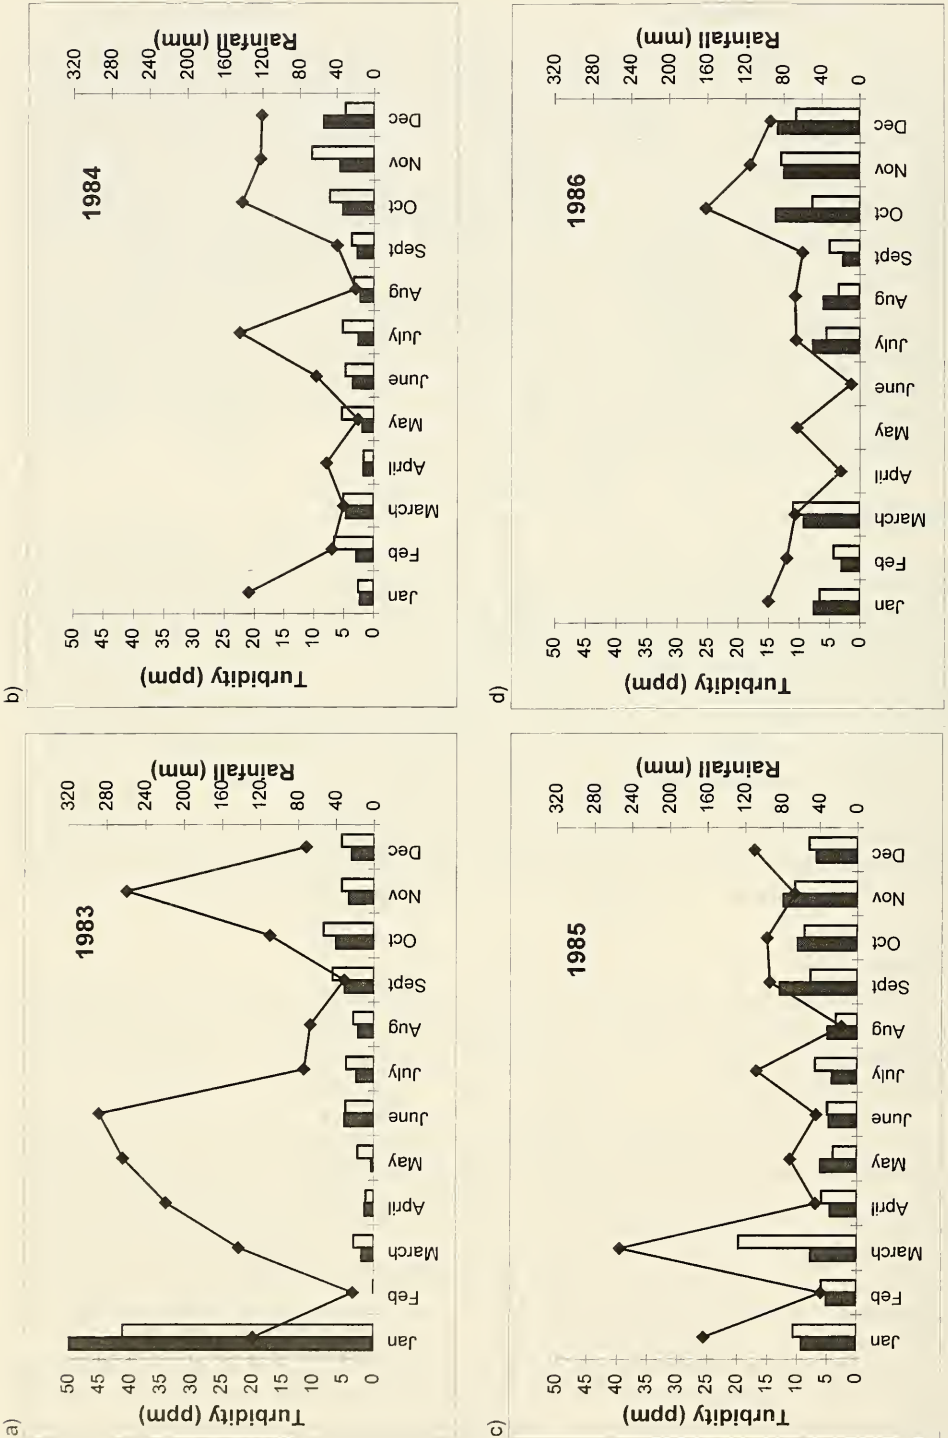 a)
1983
Turbidity (ppm)
50
45
40
35
30
25
20
15
10
5
0
Rainfall (mm)
320
280
240
200
160
120
80
40
0
Jan
Feb
March
April
May
June
July
Aug
Sept
Oct
Nov
Dec
b)
1984
Turbidity (ppm)
50
45
40
35
30
25
20
15
10
5
0
Rainfall (mm)
320
280
240
200
160
140
120
80
40
0
Jan
Feb
March
April
May
June
July
Aug
Sept
Oct
Nov
Dec
c)
1985
Turbidity (ppm)
50
45
40
35
30
25
20
15
10
5
0
Rainfall (mm)
320
280
240
200
160
120
80
40
0
Jan
Feb
March
April
May
June
July
Aug
Sept
Oct
Nov
Dec
d)
1986
Turbidity (ppm)
50
45
40
35
30
25
20
15
10
5
0
Rainfall (mm)
320
280
240
200
160
120
80
40
0
Jan
Feb
March
April
May
June
July
Aug
Sept
Oct
Nov
Dec